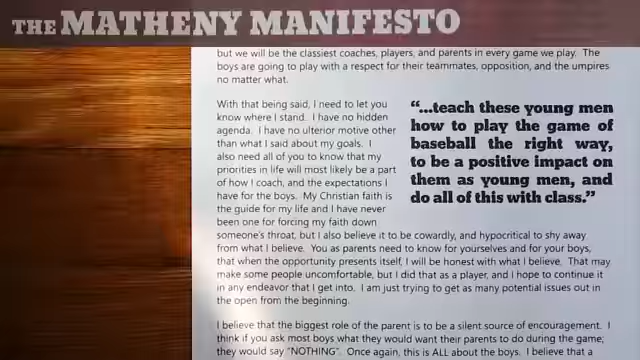 THE MATHENY MANIFESTO
but we will be the classiest coaches, players, and parents in every game we play. The
boys are going to play with a respect for their teammates, opposition, and the umpires
no matter what.
With that being said, I need to let you
know where I stand. I have no hidden
agenda. I have no ulterior motive other
than what I said about my goals. I
also need all of you to know that my
priorities in life will most likely be a part
of how I coach, and the expectations I
have for the boys. My Christian faith is
the guide for my life and I have never
been one for forcing my faith down
someone's throat, but I also believe it to be cowardly, and hypocritical to shy away
from what I believe. You as parents need to know for yourselves and for your boys,
that when the opportunity presents itself, I will be honest with what I believe. That may
make some people uncomfortable, but I did that as a player, and I hope to continue it
in any endeavor that I get into. I am just trying to get as many potential issues out in
the open from the beginning.
"...teach these young men
how to play the game of
baseball the right way,
to be a positive impact on
them as young men, and
do all of this with class."
I believe that the biggest role of the parent is to be a silent source of encouragement. I
think if you ask most boys what they would want their parents to do during the game;
they would say "NOTHING". Once again, this is ALL about the boys. I believe that a